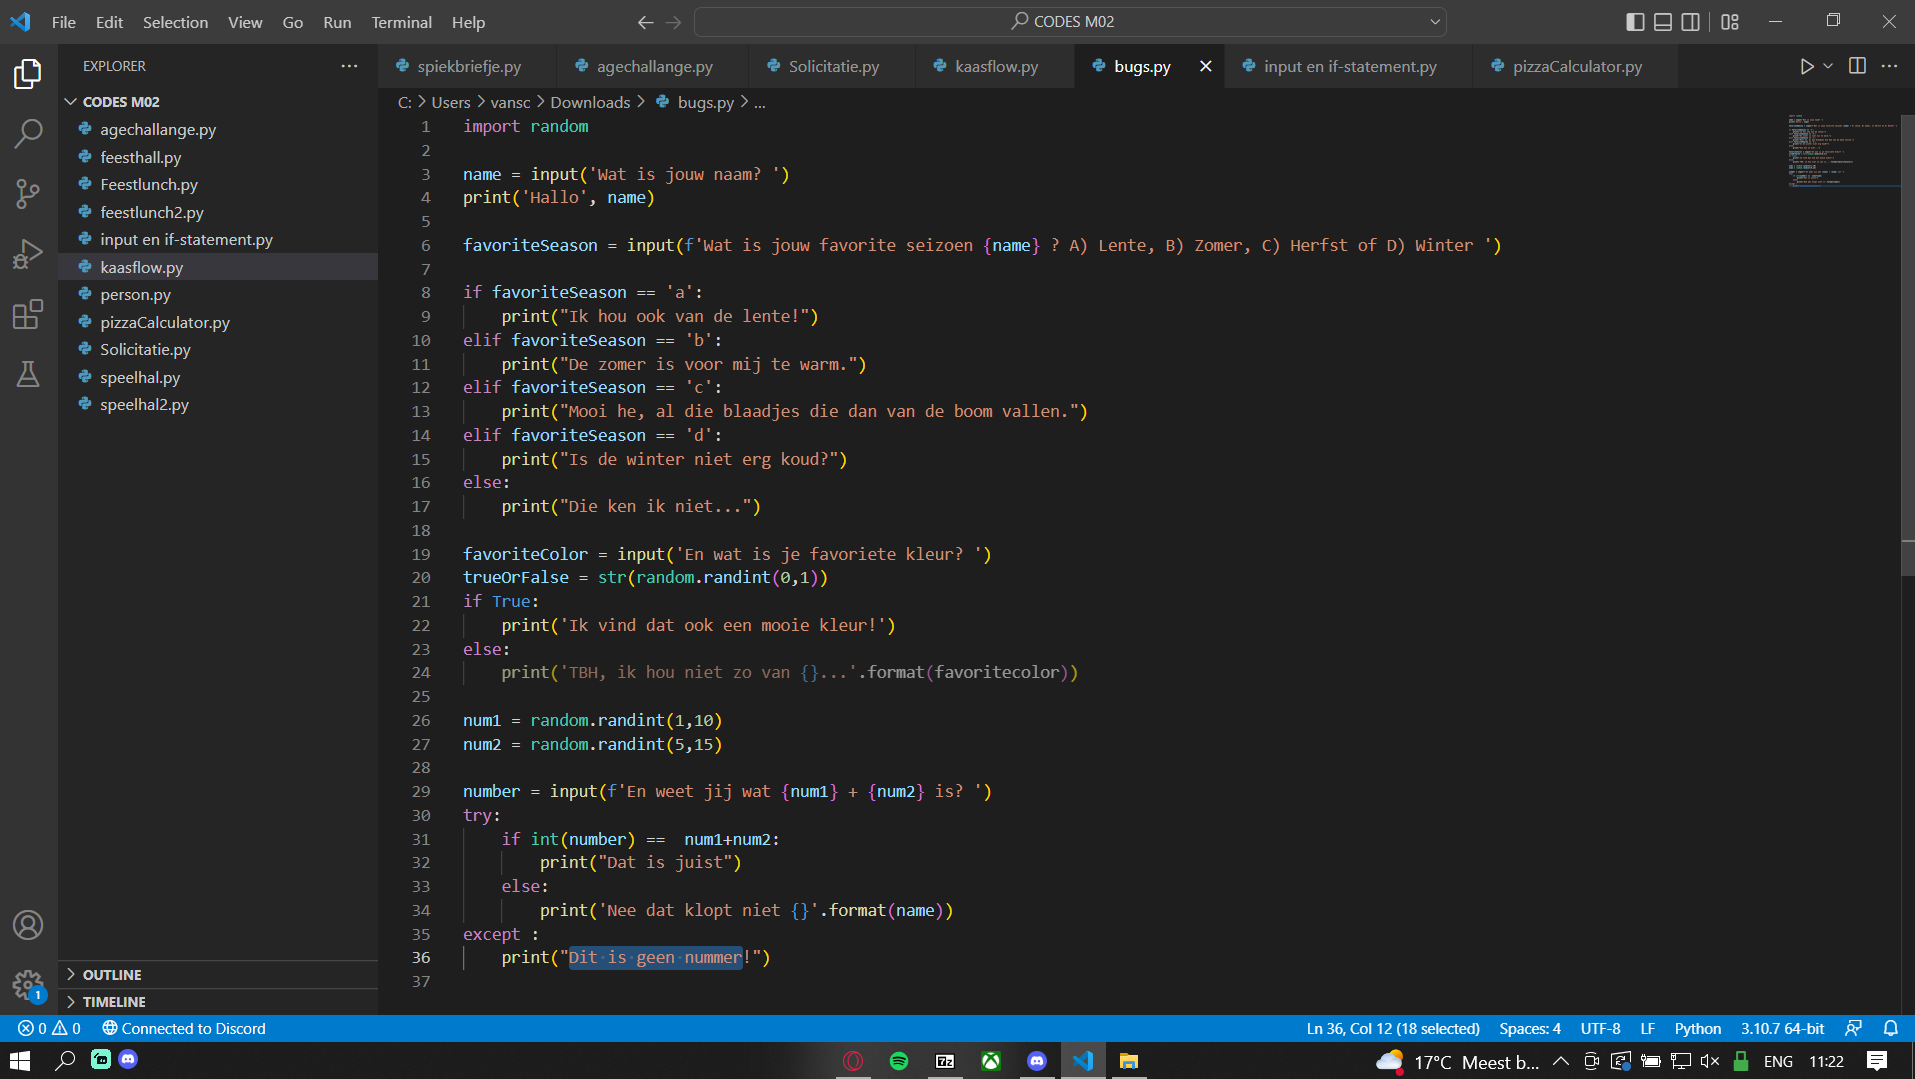 File Edit Selection View Go Run Terminal Help
CODES M02
EXPLORER
spiekbriefje.py agechallange.py Solicitatie.py kaasflow.py bugs.py input en if-statement.py pizzaCalculator.py
CODES M02
agechallange.py
feesthall.py
Feestlunch.py
feestlunch2.py
input en if-statement.py
kaasflow.py
person.py
pizzaCalculator.py
Solicitatie.py
speelhal.py
speelhal2.py
OUTLINE
TIMELINE
C: > Users > vansc > Downloads > bugs.py > ...
1 import random
2
3 name = input('Wat is jouw naam? ')
4 print('Hallo', name)
5
6 favoriteSeason = input(f'Wat is jouw favorite seizoen {name} ? A) Lente, B) Zomer, C) Herfst of D) Winter ')
7
8 if favoriteSeason == 'a':
9     print("Ik hou ook van de lente!")
10 elif favoriteSeason == 'b':
11     print("De zomer is voor mij te warm.")
12 elif favoriteSeason == 'c':
13     print("Mooi he, al die blaadjes die dan van de boom vallen.")
14 elif favoriteSeason == 'd':
15     print("Is de winter niet erg koud?")
16 else:
17     print("Die ken ik niet...")
18
19 favoriteColor = input('En wat is je favoriete kleur? ')
20 trueOrFalse = str(random.randint(0,1))
21 if True:
22     print('Ik vind dat ook een mooie kleur!')
23 else:
24     print('TBH, ik hou niet zo van {}...'.format(favoritecolor))
25
26 num1 = random.randint(1,10)
27 num2 = random.randint(5,15)
28
29 number = input(f'En weet jij wat {num1} + {num2} is? ')
30 try:
31     if int(number) ==  num1+num2:
32         print("Dat is juist")
33     else:
34         print('Nee dat klopt niet {}'.format(name))
35 except :
36     print("Dit is geen nummer!")
37
1
0 0 Connected to Discord
Ln 36, Col 12 (18 selected) Spaces: 4 UTF-8 LF Python 3.10.7 64-bit
7z
17°C Meest b... ENG 11:22